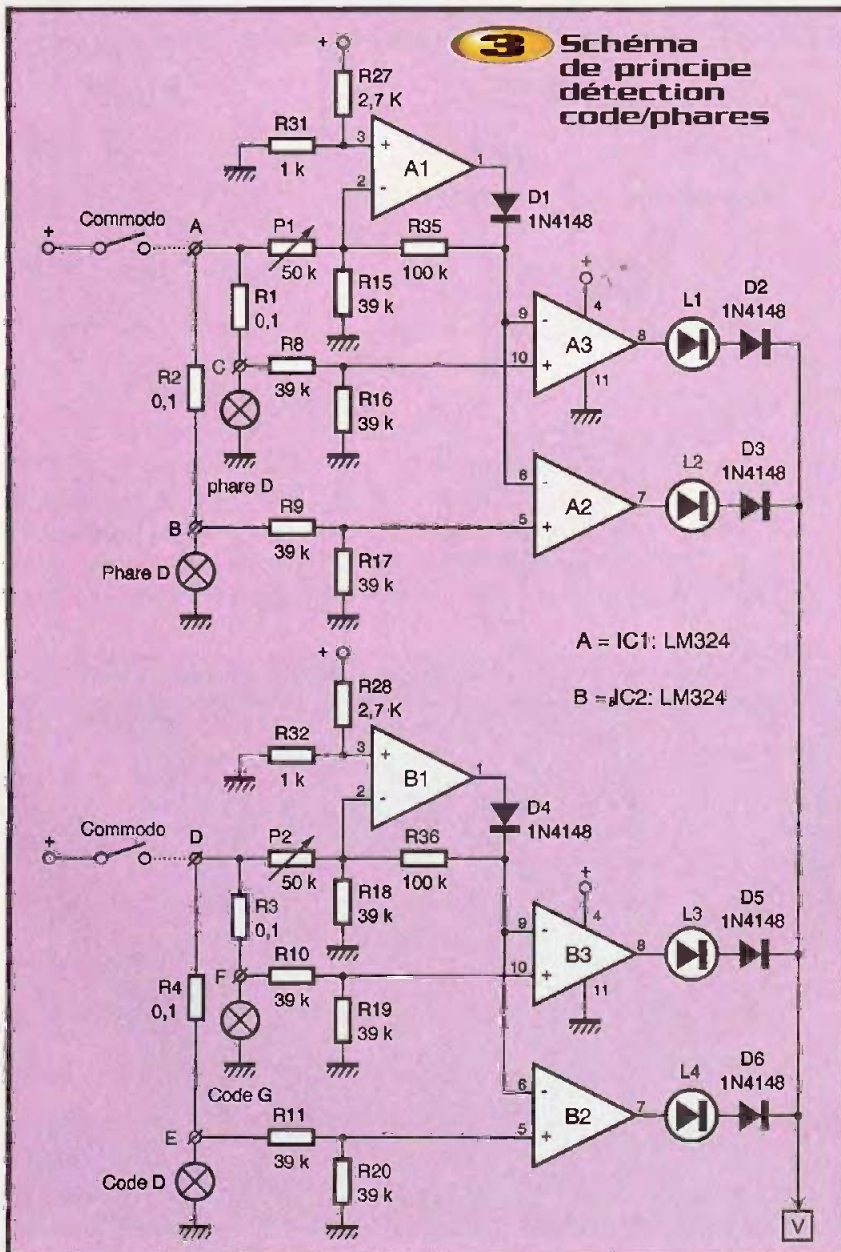 3 Schéma
de principe
détection
code/phares
+
R27
2,7 K
R31
1 k
3
+
A1
1
2
-
D1
1N4148
+
Commodo
A
P1
50 k
R35
100 k
R1
0,1
R15
39 k
+
4
9
-
A3
8
L1
D2
1N4148
C
R8
39 k
10
+
11
R2
0,1
R16
39 k
phare D
6
-
A2
7
L2
D3
1N4148
B
R9
39 k
5
+
Phare D
R17
39 k
A = IC1: LM324
B = IC2: LM324
+
R28
2,7 K
R32
1 k
3
+
B1
1
2
-
D4
1N4148
+
Commodo
D
P2
50 k
R36
100 k
R3
0,1
R18
39 k
+
4
9
-
B3
8
L3
D5
1N4148
F
R10
39 k
10
+
11
R4
0,1
R19
39 k
Code G
6
-
B2
7
L4
D6
1N4148
E
R11
39 k
5
+
Code D
R20
39 k
V